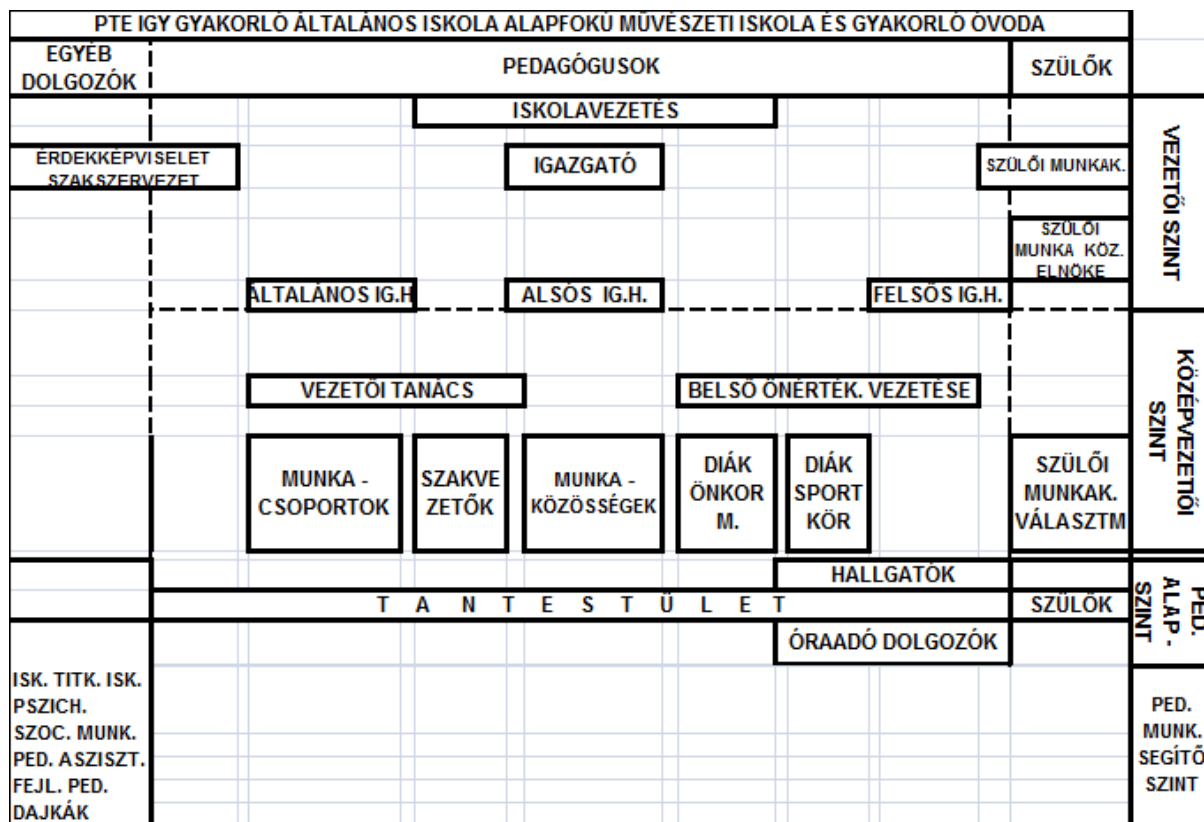 PTE IGY GYAKORLÓ ÁLTALÁNOS ISKOLA ALAPFOKÚ MŰVÉSZETI ISKOLA ÉS GYAKORLÓ ÓVODA
EGYÉB
DOLGOZÓK
PEDAGÓGUSOK
SZÜLŐK
ISKOLAVEZETÉS
ÉRDEKKÉPVISELET
SZAKSZERVEZET
IGAZGATÓ
SZÜLŐI MUNKAK.
SZÜLŐI
MUNKA KÖZ.
ELNÖKE
ÁLTALÁNOS IG.H
ALSÓS IG.H.
FELSŐS IG.H.
VEZETŐI SZINT
VEZETŐI TANÁCS
BELSŐ ÖNÉRTÉK. VEZETÉSE
MUNKA -
CSOPORTOK
SZAKVE
ZETŐK
MUNKA -
KÖZÖSSÉGEK
DIÁK
ÖNKOR
M.
DIÁK
SPORT
KÖR
SZÜLŐI
MUNKAK.
VÁLASZTM
KÖZÉPVEZETŐI
SZINT
HALLGATÓK
T A N T E S T Ü L E T
SZÜLŐK
ÓRAADÓ DOLGOZÓK
PED.
ALAP -
SZINT
ISK. TITK. ISK.
PSZICH.
SZOC. MUNK.
PED. ASZISZT.
FEJL. PED.
DAJKÁK
PED.
MUNK.
SEGÍTŐ
SZINT